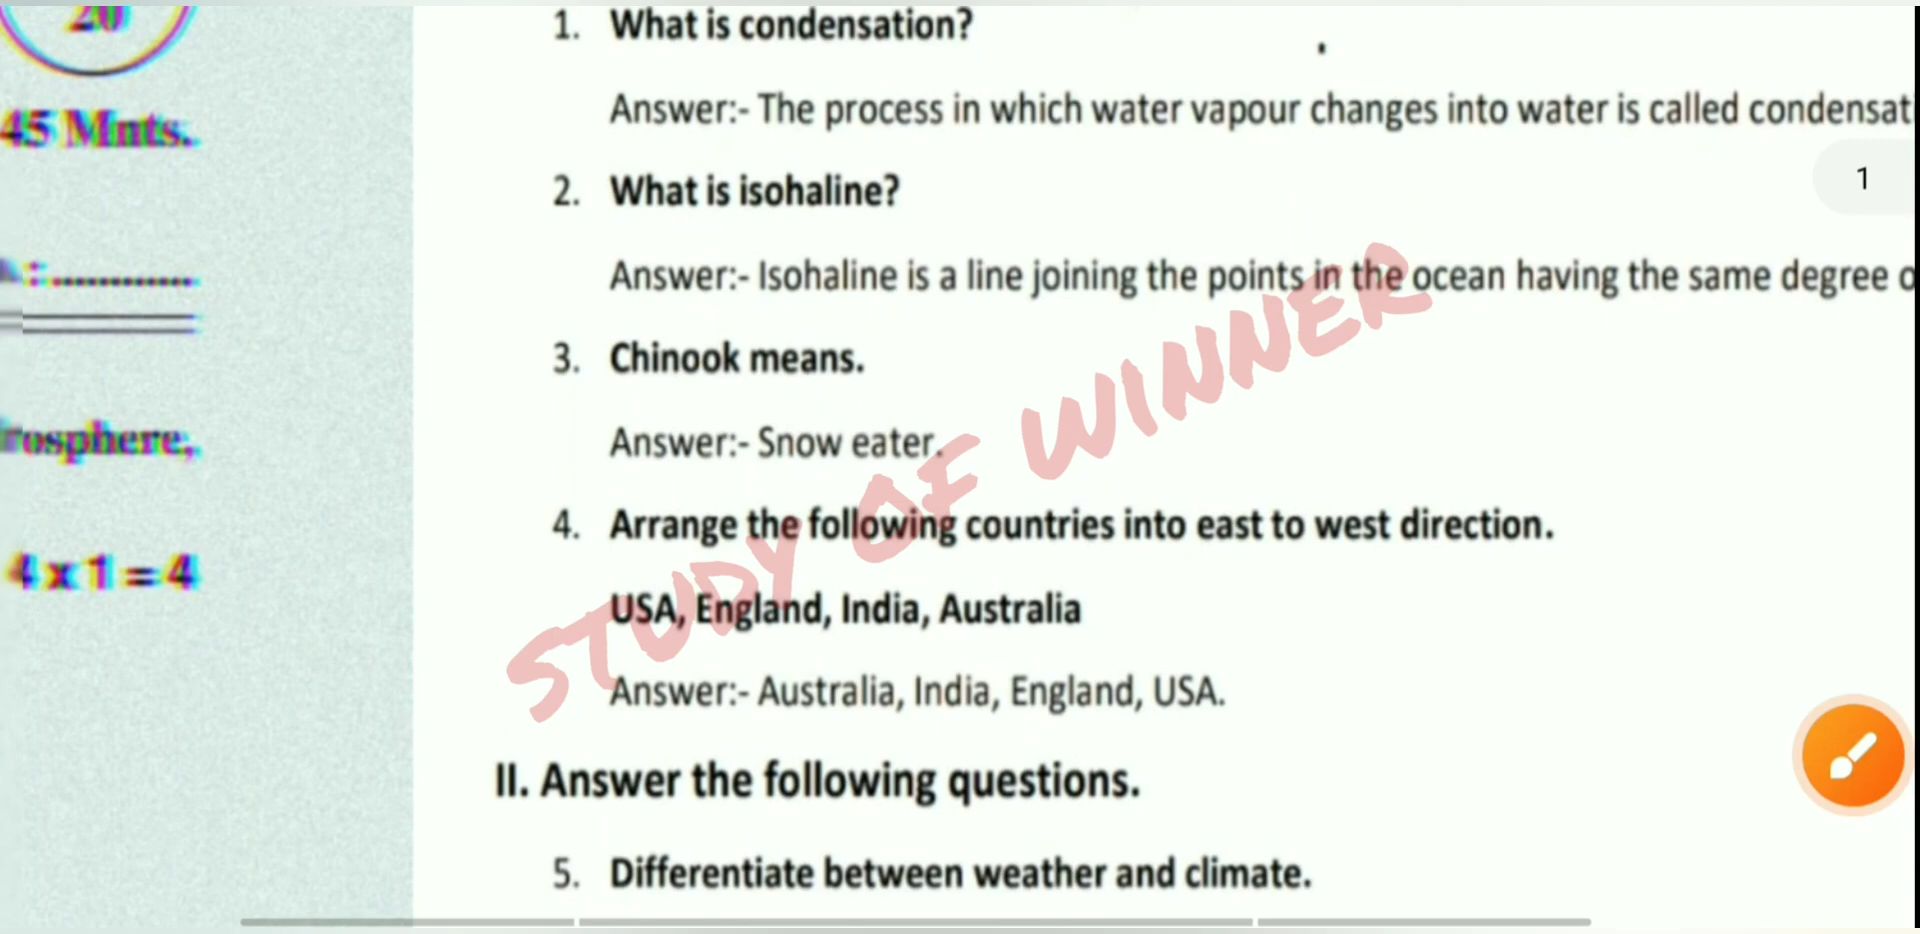 20
45 Mnts.
rosphere,
4x1=4
1. What is condensation?
Answer:- The process in which water vapour changes into water is called condensat
1
2. What is isohaline?
Answer:- Isohaline is a line joining the points in the ocean having the same degree o
3. Chinook means.
Answer:- Snow eater.
4. Arrange the following countries into east to west direction.
USA, England, India, Australia
Answer:- Australia, India, England, USA.
II. Answer the following questions.
5. Differentiate between weather and climate.
STUDY OF WINNER